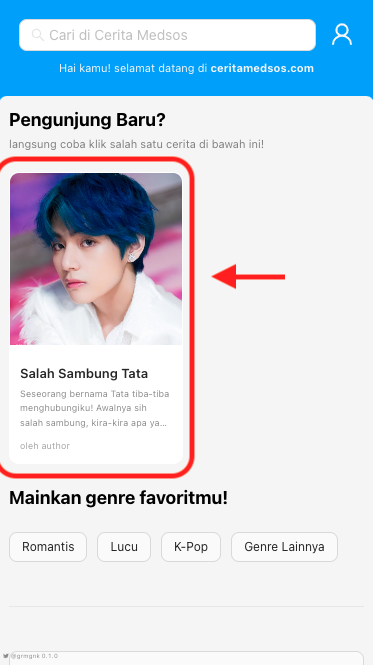 Cari di Cerita Medsos
Hai kamu! selamat datang di ceritamedsos.com
Pengunjung Baru?
langsung coba klik salah satu cerita di bawah ini!
Salah Sambung Tata
Seseorang bernama Tata tiba-tiba
menghubungiku! Awalnya sih
salah sambung, kira-kira apa ya...
oleh author
Mainkan genre favoritmu!
Romantis Lucu K-Pop Genre Lainnya
@grmgnk 0.1.0